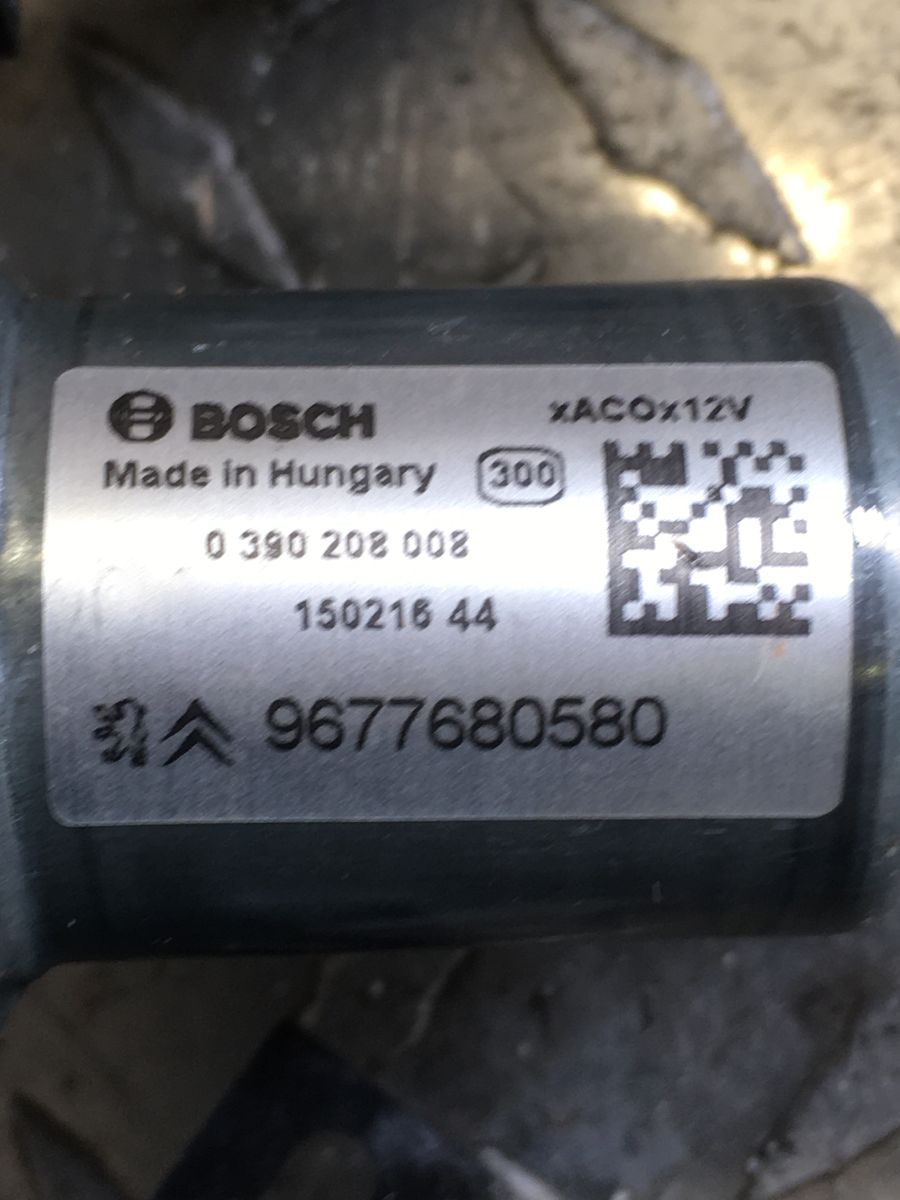 BOSCH
xACOx12V
Made in Hungary
300
0 390 208 008
150216 44
9677680580